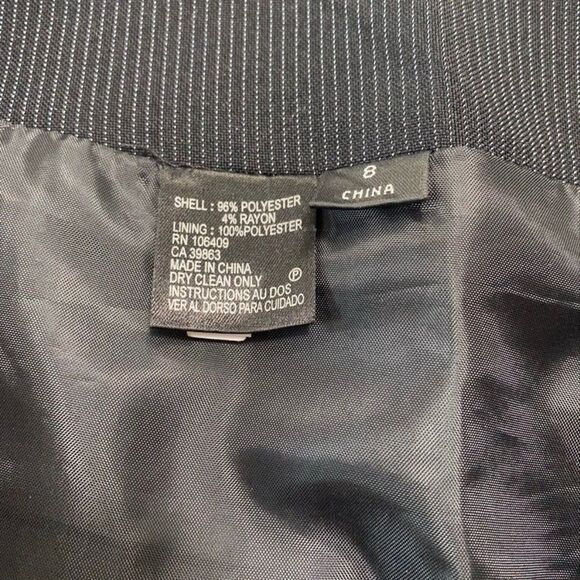 SHELL : 96% POLYESTER
4% RAYON
LINING : 100%POLYESTER
RN 106409
CA 39863
MADE IN CHINA
DRY CLEAN ONLY
INSTRUCTIONS AU DOS
VER AL DORSO PARA CUIDADO
P
8
CHINA